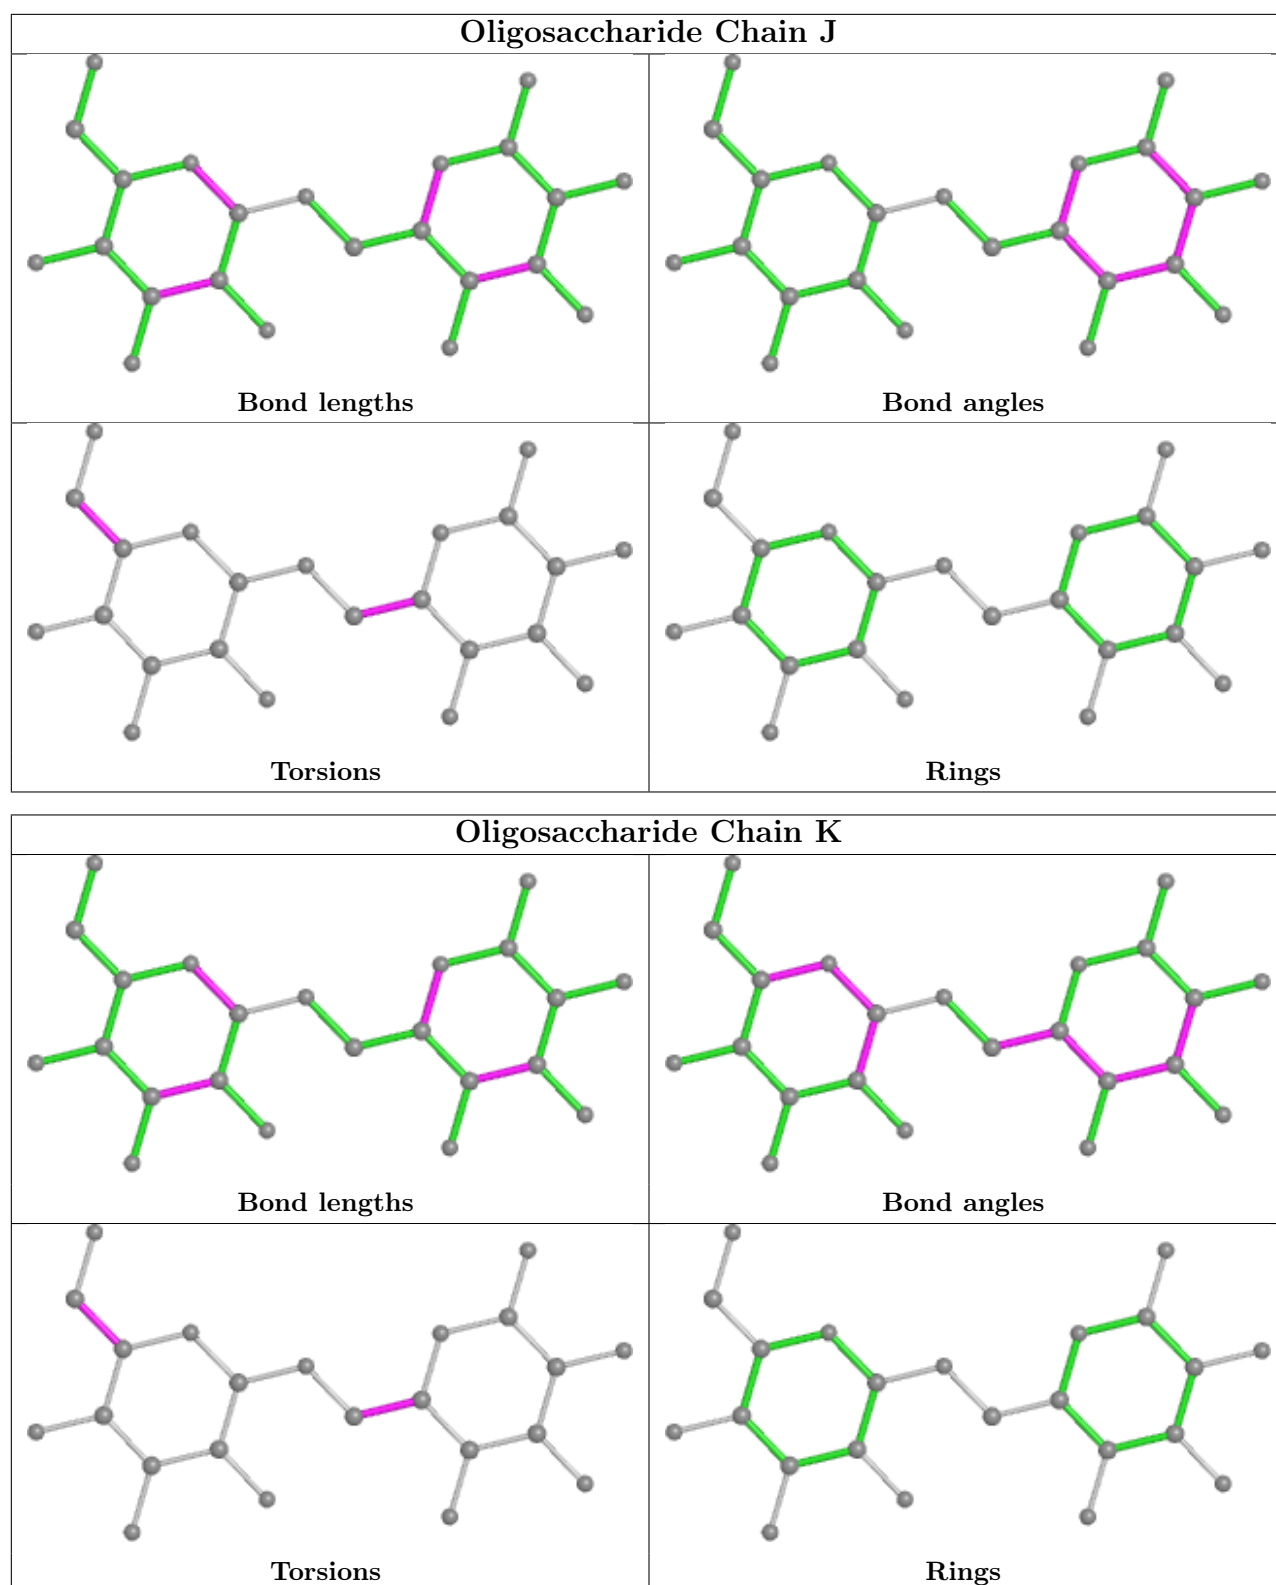 Oligosaccharide Chain J
Bond lengths
Bond angles
Torsions
Rings
Oligosaccharide Chain K
Bond lengths
Bond angles
Torsions
Rings